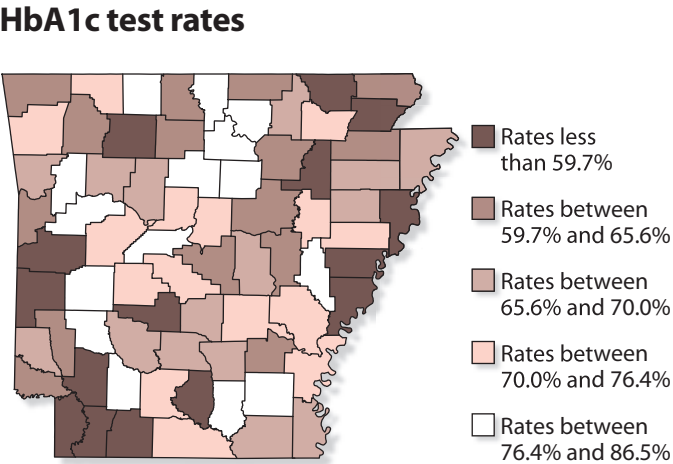 HbA1c test rates
Rates less
than 59.7%
Rates between
59.7% and 65.6%
Rates between
65.6% and 70.0%
Rates between
70.0% and 76.4%
Rates between
76.4% and 86.5%